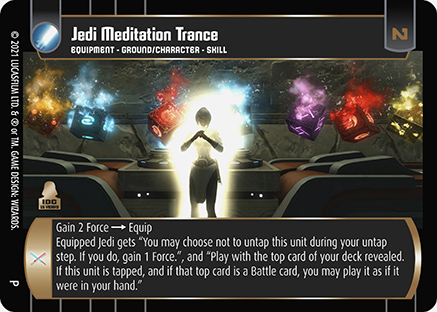 Jedi Meditation Trance
EQUIPMENT - GROUND/CHARACTER - SKILL
N
© 2021 LUCASFILM LTD. & ® or TM. GAME DESIGN: WIZARDS.
IDC
Gain 2 Force → Equip
Equipped Jedi gets “You may choose not to untap this unit during your untap
step. If you do, gain 1 Force.”, and “Play with the top card of your deck revealed.
If this unit is tapped, and if that top card is a Battle card, you may play it as if it
were in your hand.”
P